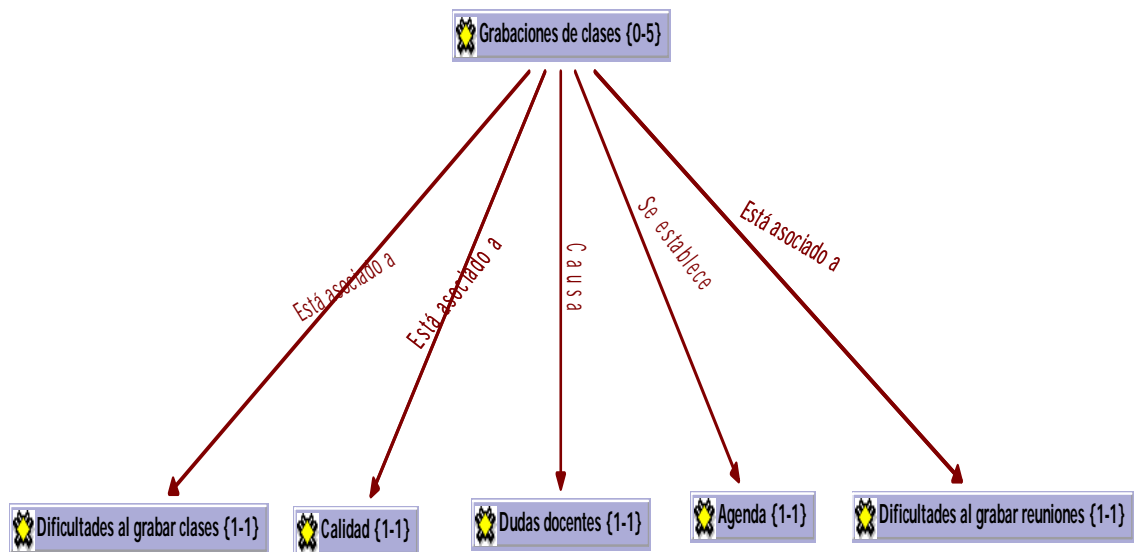 Grabaciones de clases {0-5}
Está asociado a
Está asociado a
Causa
Se establece
Está asociado a
Dificultades al grabar clases {1-1}
Calidad {1-1}
Dudas docentes {1-1}
Agenda {1-1}
Dificultades al grabar reuniones {1-1}